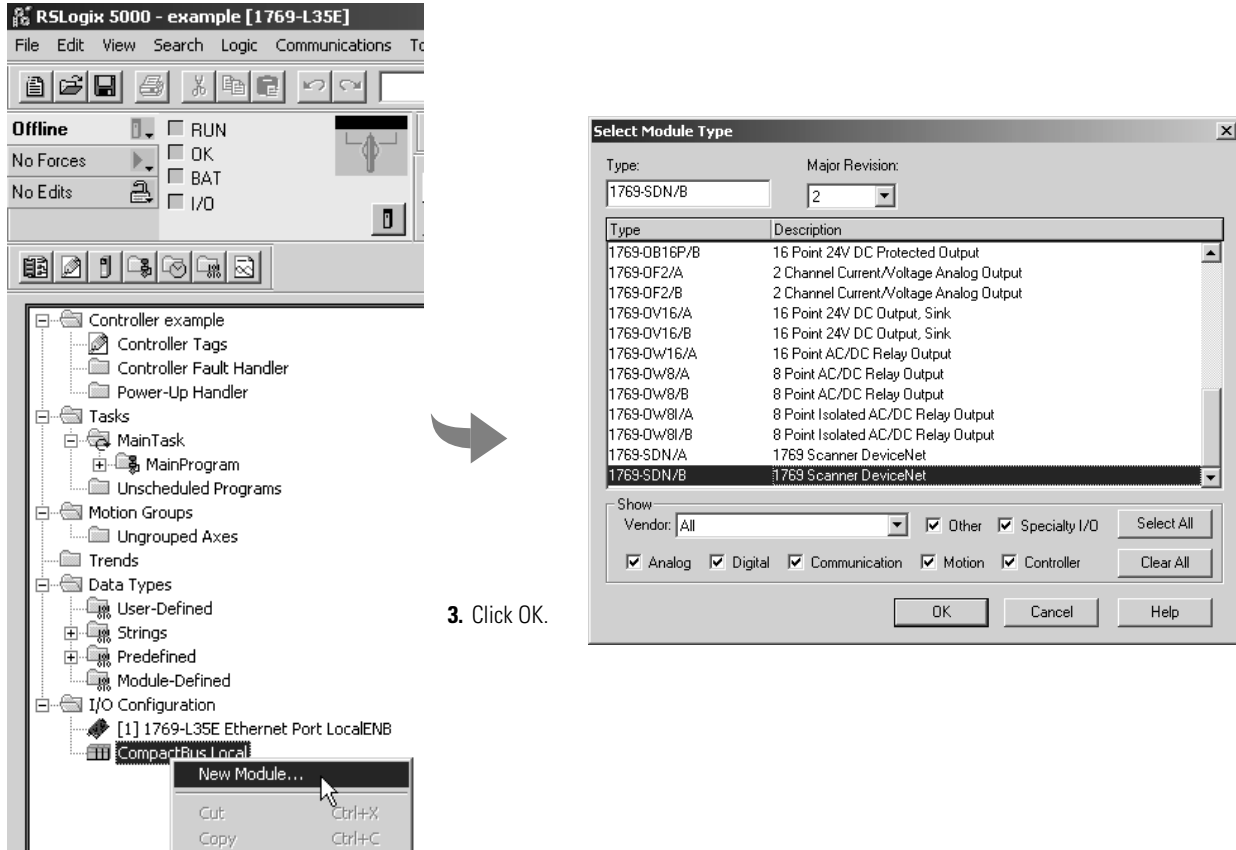 RSLogix 5000 - example [1769-L35E]
File Edit View Search Logic Communications
Offline
RUN
No Forces
OK
No Edits
BAT
I/O
Controller example
Controller Tags
Controller Fault Handler
Power-Up Handler
Tasks
MainTask
MainProgram
Unscheduled Programs
Motion Groups
Ungrouped Axes
Trends
Data Types
User-Defined
Strings
Predefined
Module-Defined
I/O Configuration
[1] 1769-L35E Ethernet Port LocalENB
CompactBus Local
New Module...
Cut Ctrl+X
Copy Ctrl+C
3. Click OK.
Select Module Type
Type: Major Revision:
1769-SDN/B 2
Type Description
1769-OB16P/B 16 Point 24V DC Protected Output
1769-OF2/A 2 Channel Current/Voltage Analog Output
1769-OF2/B 2 Channel Current/Voltage Analog Output
1769-OV16/A 16 Point 24V DC Output, Sink
1769-OV16/B 16 Point 24V DC Output, Sink
1769-OW16/A 16 Point AC/DC Relay Output
1769-OW8/A 8 Point AC/DC Relay Output
1769-OW8/B 8 Point AC/DC Relay Output
1769-OW8I/A 8 Point Isolated AC/DC Relay Output
1769-OW8I/B 8 Point Isolated AC/DC Relay Output
1769-SDN/A 1769 Scanner DeviceNet
1769-SDN/B 1769 Scanner DeviceNet
Show
Vendor: All Other Specialty I/O Select All
Analog Digital Communication Motion Controller Clear All
OK Cancel Help